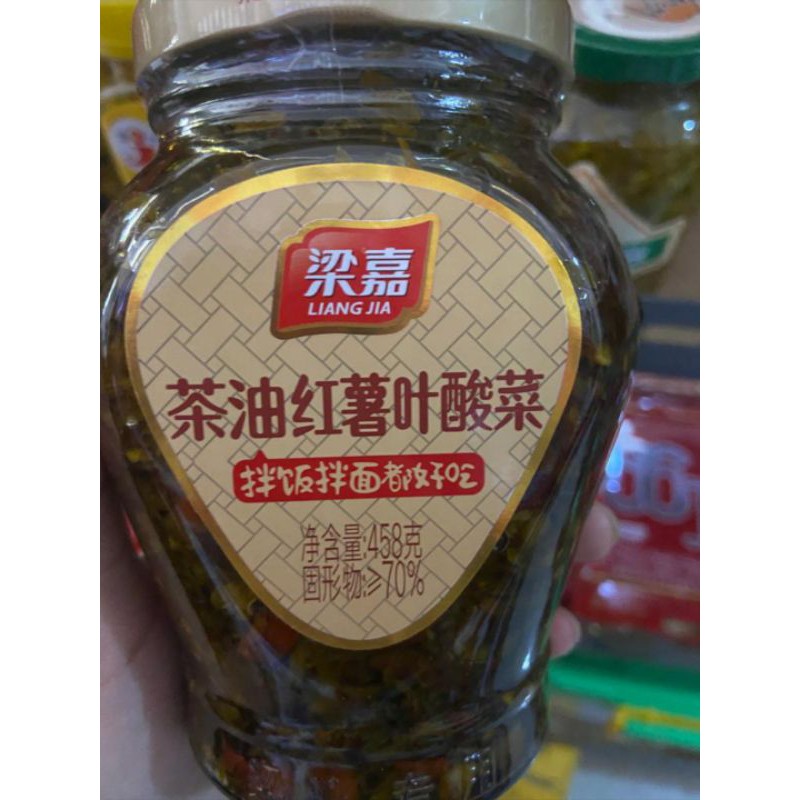 梁嘉
LIANG JIA
茶油红薯叶酸菜
拌饭拌面都好吃
净含量:458克
固形物:≥70%